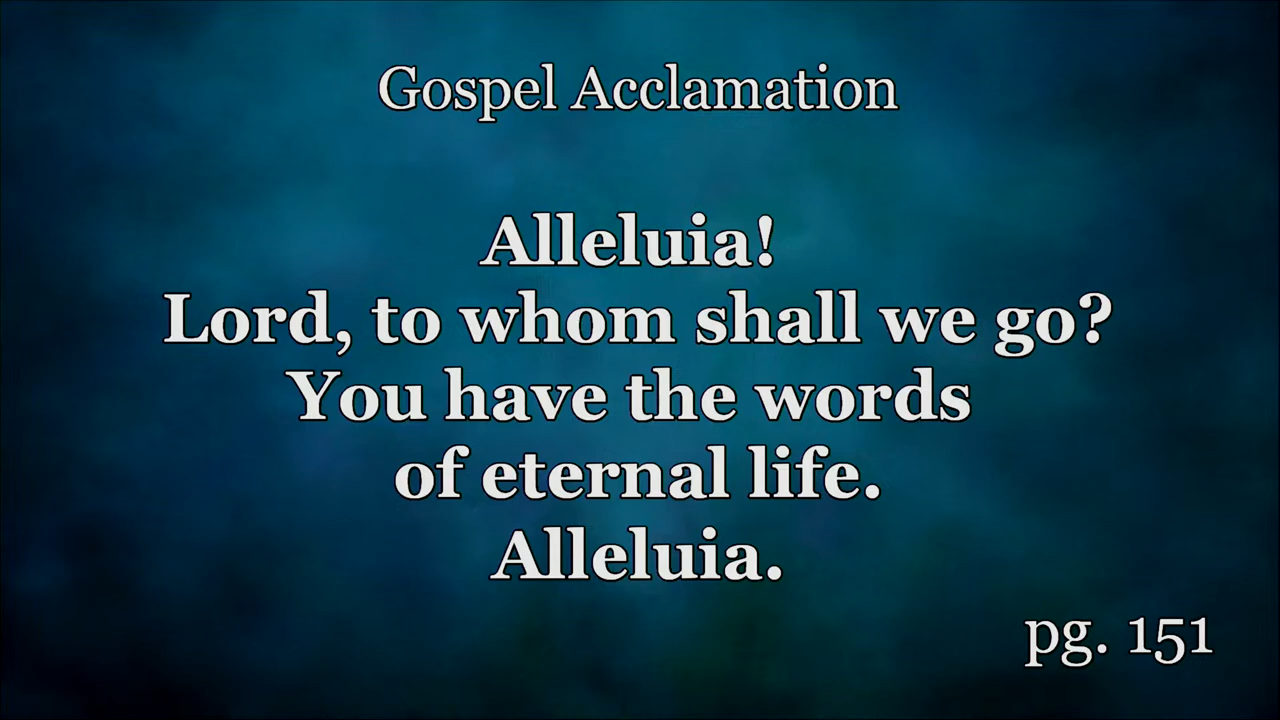 Gospel Acclamation
Alleluia!
Lord, to whom shall we go?
You have the words
of eternal life.
Alleluia.
pg. 151